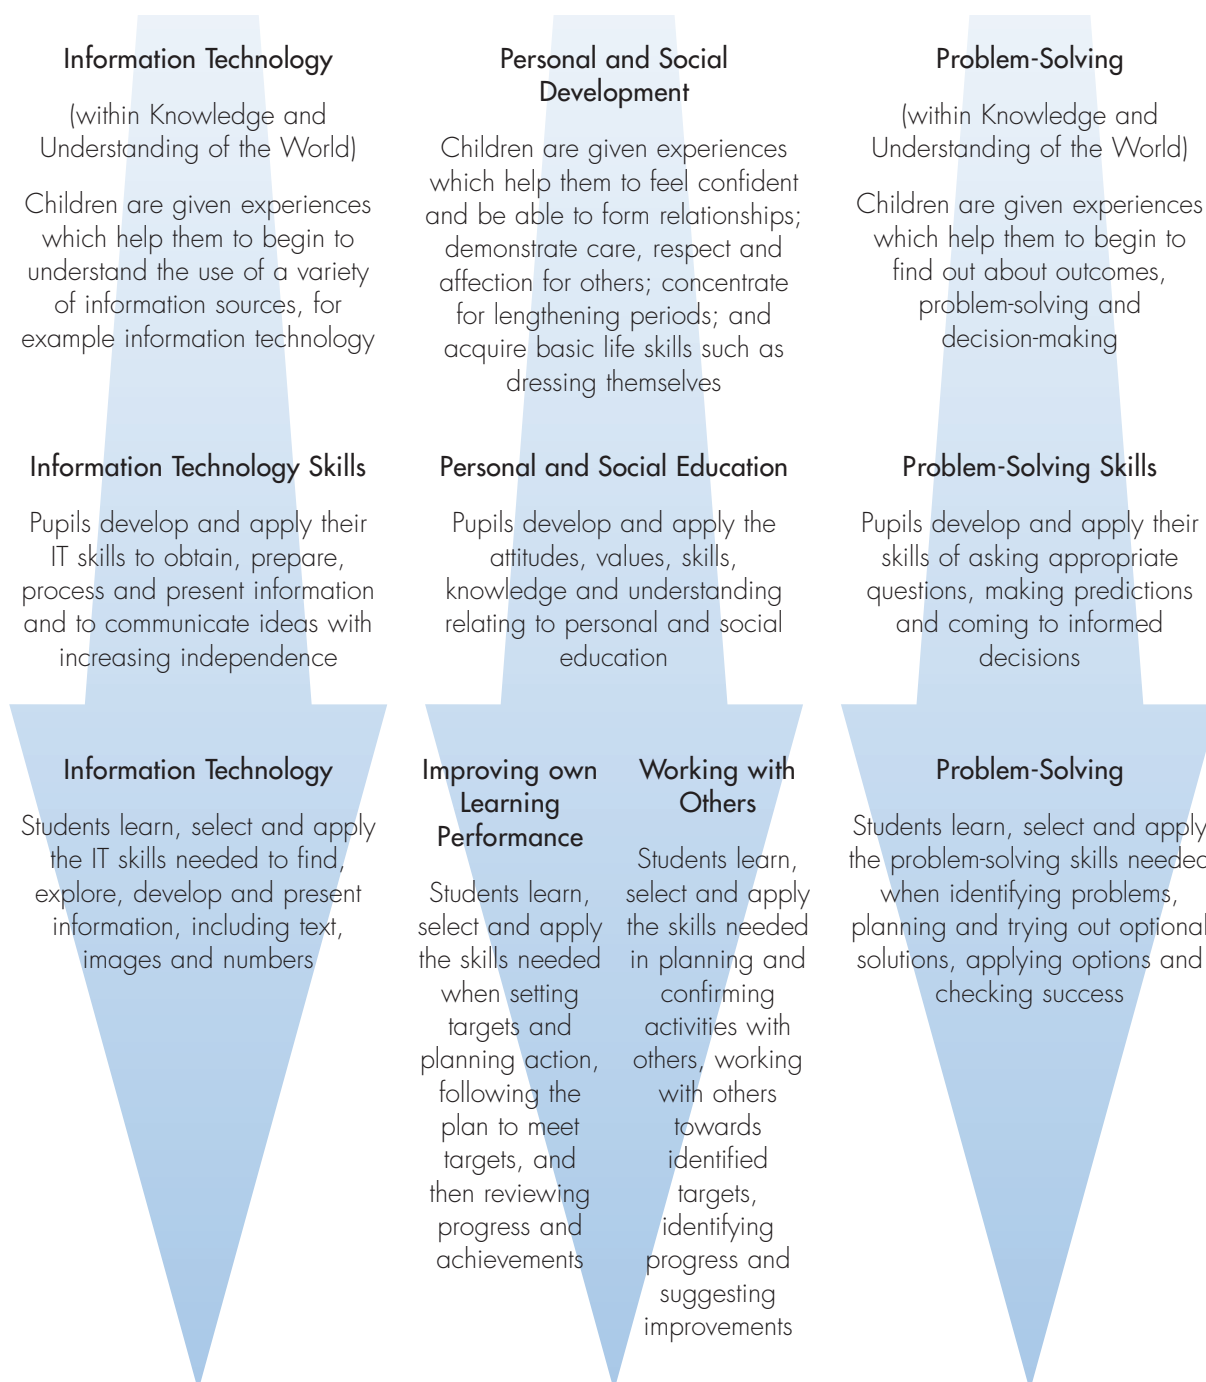 Information Technology
(within Knowledge and
Understanding of the World)
Children are given experiences
which help them to begin to
understand the use of a variety
of information sources, for
example information technology
Personal and Social
Development
Children are given experiences
which help them to feel confident
and be able to form relationships;
demonstrate care, respect and
affection for others; concentrate
for lengthening periods; and
acquire basic life skills such as
dressing themselves
Problem-Solving
(within Knowledge and
Understanding of the World)
Children are given experiences
which help them to begin to
find out about outcomes,
problem-solving and
decision-making
Information Technology Skills
Pupils develop and apply their
IT skills to obtain, prepare,
process and present information
and to communicate ideas with
increasing independence
Personal and Social Education
Pupils develop and apply the
attitudes, values, skills,
knowledge and understanding
relating to personal and social
education
Problem-Solving Skills
Pupils develop and apply their
skills of asking appropriate
questions, making predictions
and coming to informed
decisions
Information Technology
Students learn, select and apply
the IT skills needed to find,
explore, develop and present
information, including text,
images and numbers
Improving own
Learning
Performance
Students learn,
select and apply
the skills needed
when setting
targets and
planning action,
following the
plan to meet
targets, and
then reviewing
progress and
achievements
Working with
Others
Students learn,
select and apply
the skills needed
in planning and
confirming
activities with
others, working
with others
towards
identified
targets,
identifying
progress and
suggesting
improvements
Problem-Solving
Students learn, select and apply
the problem-solving skills needed
when identifying problems,
planning and trying out optional
solutions, applying options and
checking success